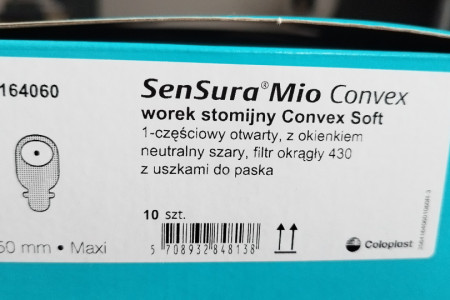 164060
SenSura® Mio Convex
worek stomijny Convex Soft
1-częściowy otwarty, z okienkiem
neutralny szary, filtr okrągły 430
z uszkami do paska
10 szt.
5 708932 848138
Coloplast
60 mm • Maxi